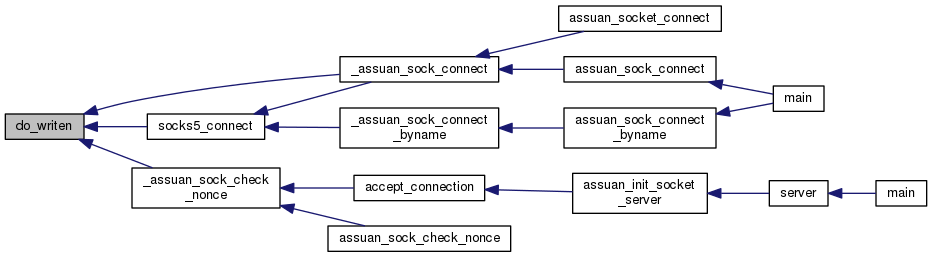 assuan_socket_connect
_assuan_sock_connect
assuan_sock_connect
main
do_writen
socks5_connect
_assuan_sock_connect
_byname
assuan_sock_connect
_byname
_assuan_sock_check
_nonce
accept_connection
assuan_init_socket
_server
server
main
assuan_sock_check_nonce